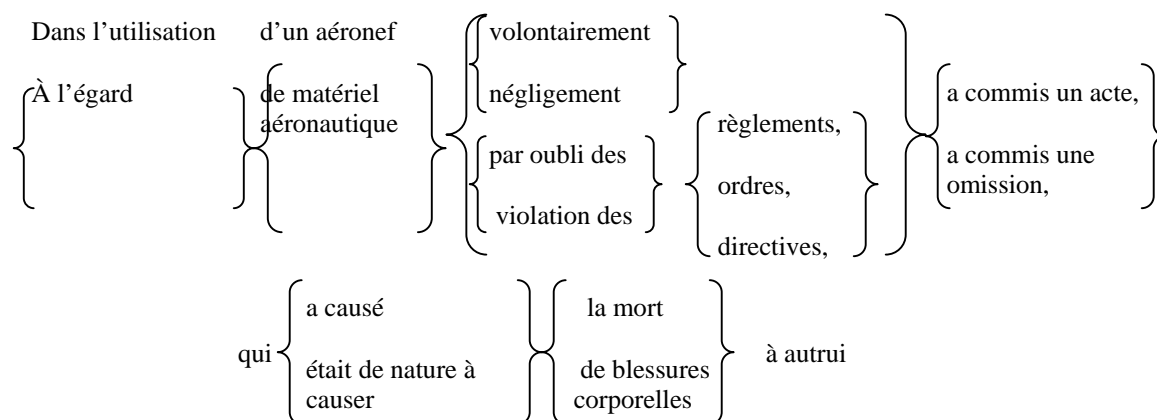 Dans l’utilisation
À l’égard
d’un aéronef
de matériel
aéronautique
volontairement
négligement
par oubli des
violation des
règlements,
ordres,
directives,
a commis un acte,
a commis une
omission,
qui
a causé
était de nature à
causer
la mort
de blessures
corporelles
à autrui